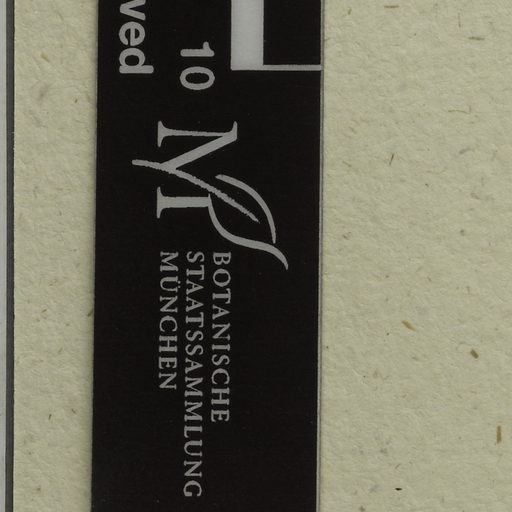 10
ved
BOTANISCHE
STAATSSAMMLUNG
MÜNCHEN